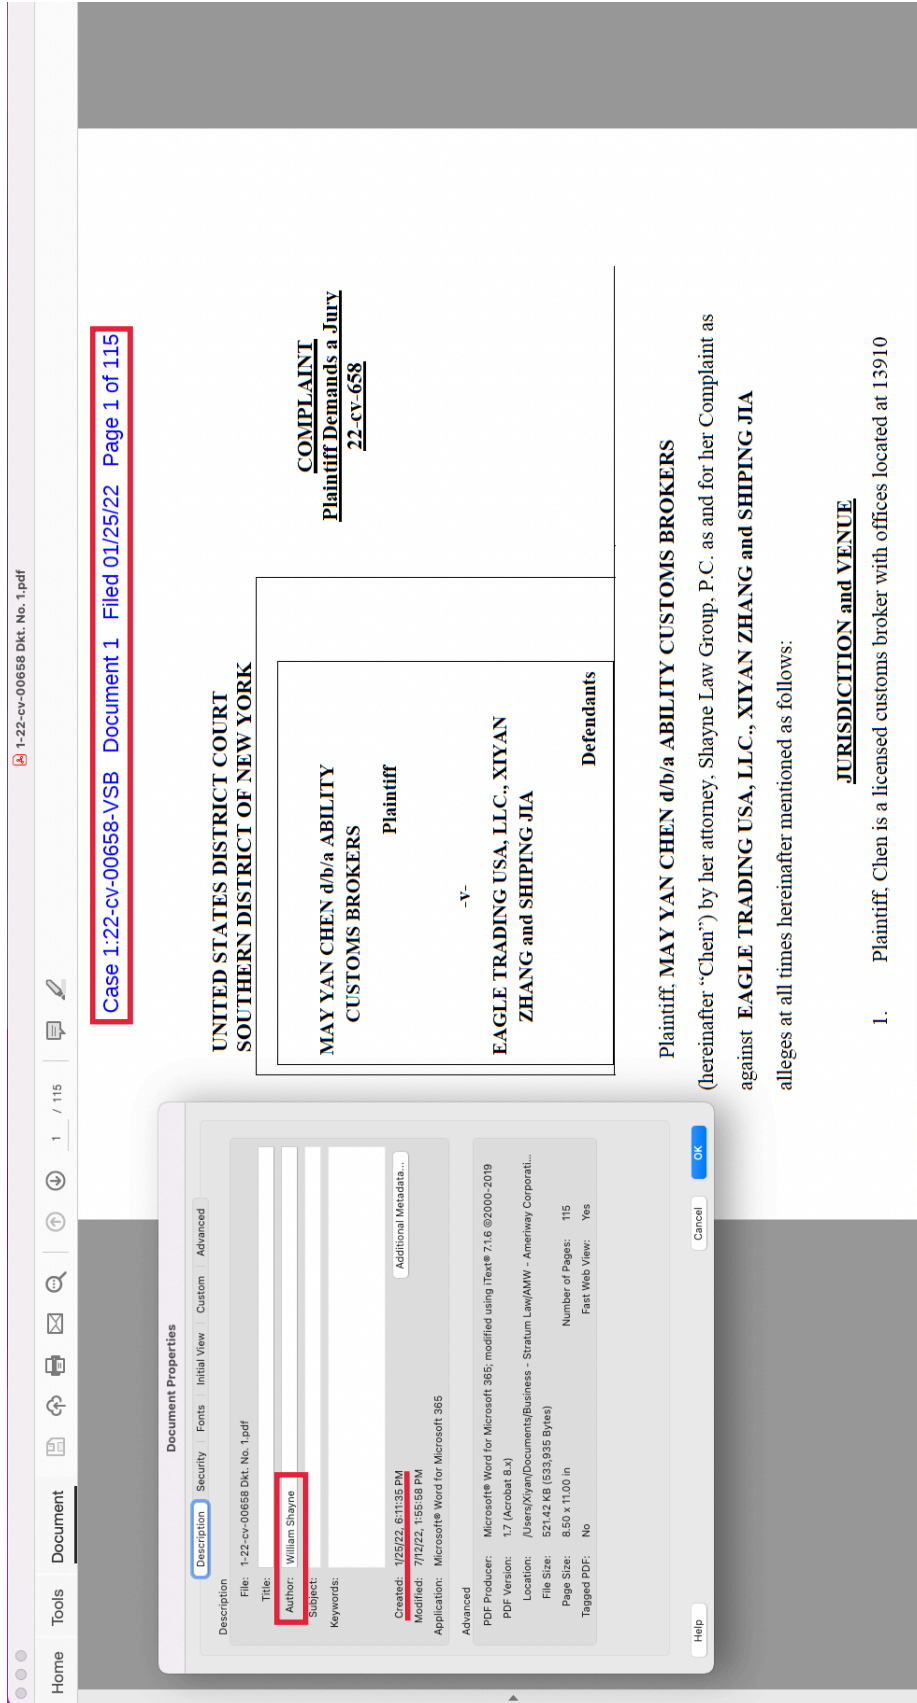 1-22-cv-00658 Dkt. No. 1.pdf
Home Tools Document 1 / 115
Case 1:22-cv-00658-VSB Document 1 Filed 01/25/22 Page 1 of 115
UNITED STATES DISTRICT COURT
SOUTHERN DISTRICT OF NEW YORK
MAY YAN CHEN d/b/a ABILITY
CUSTOMS BROKERS
Plaintiff
-v-
EAGLE TRADING USA, LLC., XIYAN
ZHANG and SHIPING JIA
Defendants
COMPLAINT
Plaintiff Demands a Jury
22-cv-658
Plaintiff, MAY YAN CHEN d/b/a ABILITY CUSTOMS BROKERS
(hereinafter “Chen”) by her attorney, Shayne Law Group, P.C. as and for her Complaint as
against EAGLE TRADING USA, LLC., XIYAN ZHANG and SHIPING JIA
alleges at all times hereinafter mentioned as follows:
JURISDICITION and VENUE
1. Plaintiff, Chen is a licensed customs broker with offices located at 13910
Document Properties
Description Security Fonts Initial View Custom Advanced
Description
File: 1-22-cv-00658 Dkt. No. 1.pdf
Title:
Author: William Shayne
Subject:
Keywords:
Created: 1/25/22, 6:11:35 PM
Modified: 7/12/22, 1:55:58 PM
Application: Microsoft® Word for Microsoft 365
Additional Metadata...
Advanced
PDF Producer: Microsoft® Word for Microsoft 365; modified using iText® 7.1.6 ©2000-2019
PDF Version: 1.7 (Acrobat 8.x)
Location: /Users/Xiyan/Documents/Business - Stratum Law/AMW - Ameriway Corporati...
File Size: 521.42 KB (533,935 Bytes)
Page Size: 8.50 x 11.00 in Number of Pages: 115
Tagged PDF: No Fast Web View: Yes
Help Cancel OK